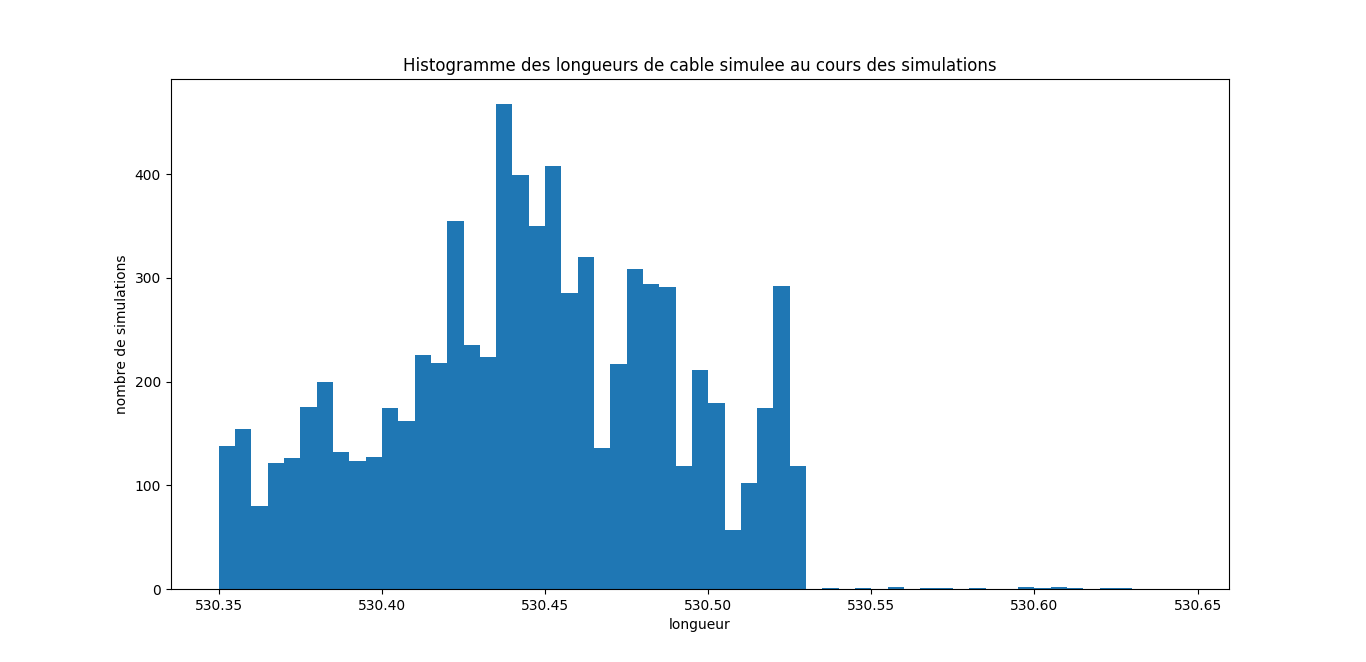 Histogramme des longueurs de cable simulee au cours des simulations
nombre de simulations
400
300
200
100
0
530.35 530.40 530.45 530.50 530.55 530.60 530.65
longueur